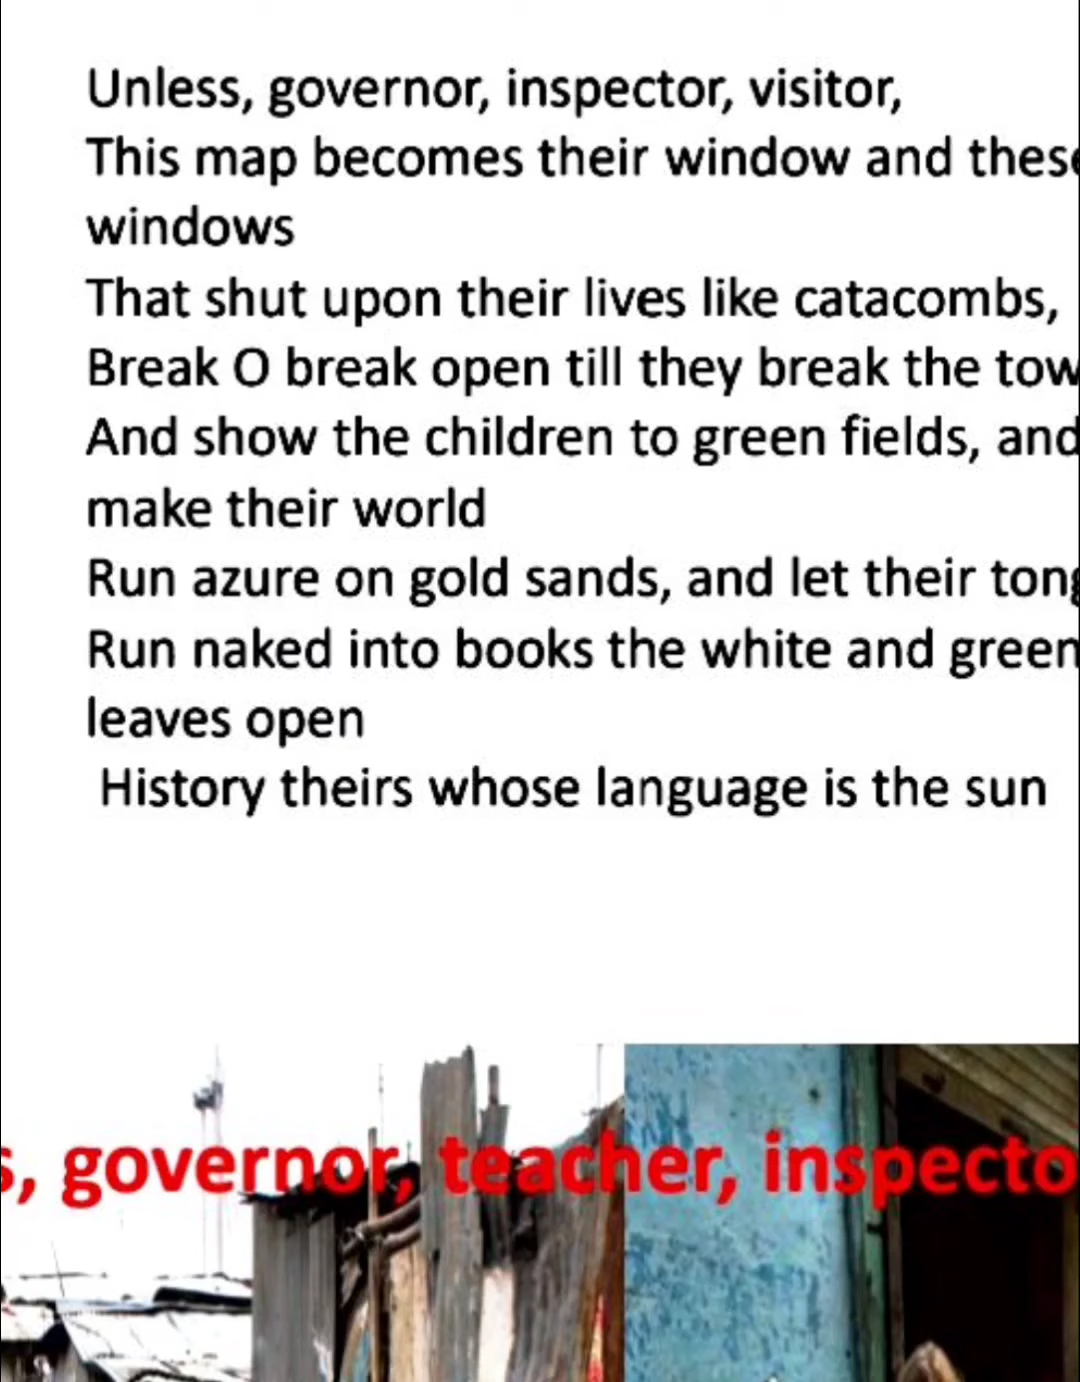 Unless, governor, inspector, visitor,
This map becomes their window and these
windows
That shut upon their lives like catacombs,
Break O break open till they break the tow
And show the children to green fields, and
make their world
Run azure on gold sands, and let their tong
Run naked into books the white and green
leaves open
History theirs whose language is the sun
s, governor, teacher, inspecto